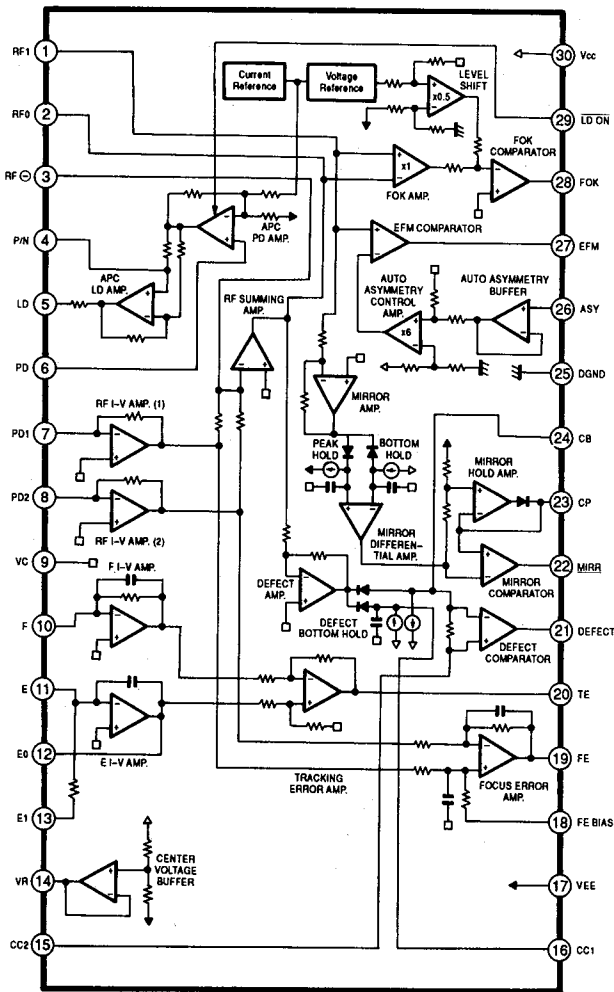 RF1 1
RF0 2
RF ⊖ 3
P/N 4
LD 5
PD 6
PD1 7
PD2 8
VC 9
F 10
E 11
E0 12
E1 13
VR 14
CC2 15
Current Reference
Voltage Reference
LEVEL SHIFT
x0.5
x1
FOK AMP.
FOK COMPARATOR
APC PD AMP.
APC LD AMP.
EFM COMPARATOR
RF SUMMING AMP.
AUTO ASYMMETRY CONTROL AMP.
x6
AUTO ASYMMETRY BUFFER
MIRROR AMP.
RF I-V AMP. (1)
PEAK HOLD
BOTTOM HOLD
MIRROR HOLD AMP.
RF I-V AMP. (2)
MIRROR DIFFEREN-TIAL AMP.
MIRROR COMPARATOR
F I-V AMP.
DEFECT AMP.
DEFECT BOTTOM HOLD
DEFECT COMPARATOR
E I-V AMP.
TRACKING ERROR AMP.
FOCUS ERROR AMP.
CENTER VOLTAGE BUFFER
30 Vcc
29 LD ON
28 FOK
27 EFM
26 ASY
25 DGND
24 CB
23 CP
22 MIRR
21 DEFECT
20 TE
19 FE
18 FE BIAS
17 VEE
16 CC1